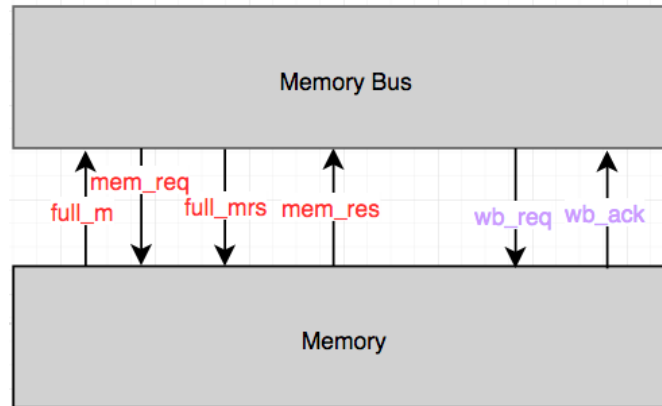 Memory Bus
mem_req
full_m
full_mrs
mem_res
wb_req
wb_ack
Memory